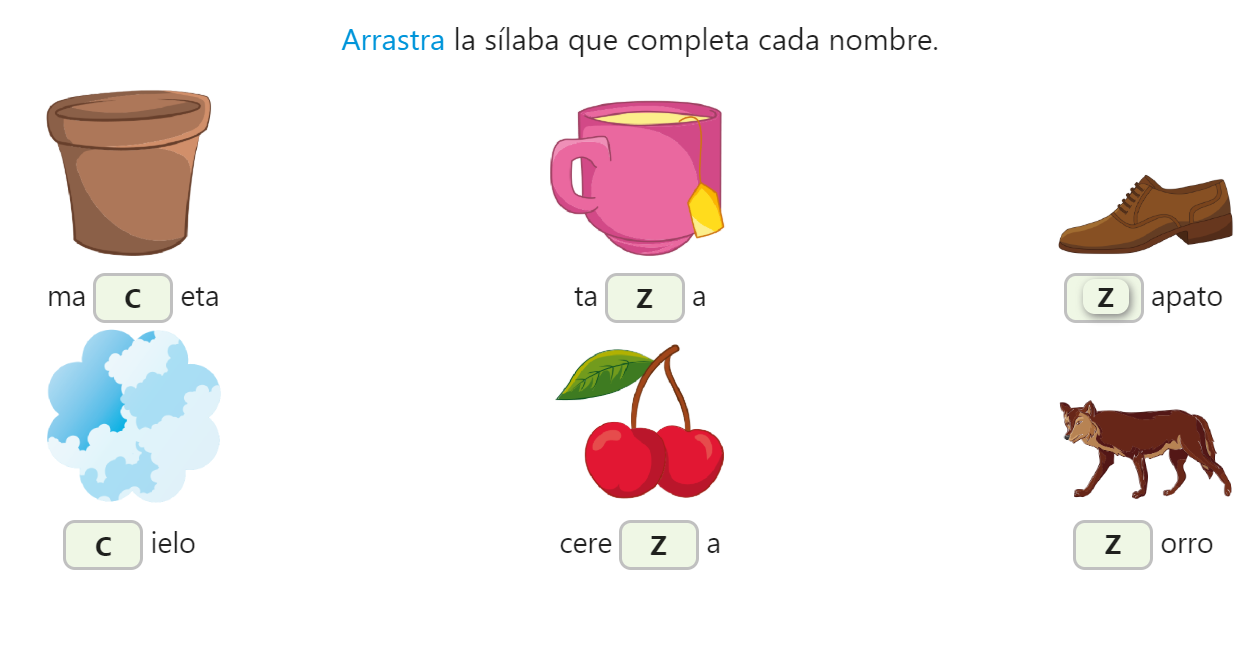 Arrastra la sílaba que completa cada nombre.
ma C eta
ta Z a
Z apato
C ielo
cere Z a
Z orro